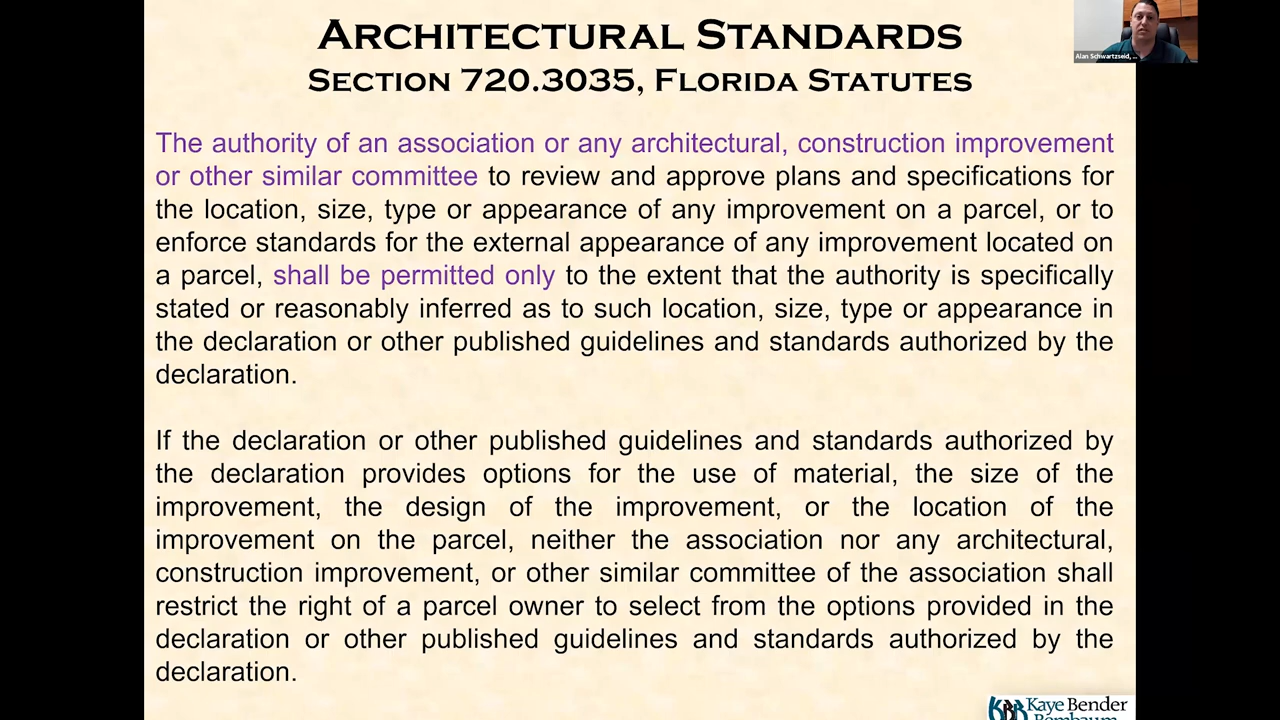 ARCHITECTURAL STANDARDS
SECTION 720.3035, FLORIDA STATUTES
Alan Schwartzseid, ...
The authority of an association or any architectural, construction improvement
or other similar committee to review and approve plans and specifications for
the location, size, type or appearance of any improvement on a parcel, or to
enforce standards for the external appearance of any improvement located on
a parcel, shall be permitted only to the extent that the authority is specifically
stated or reasonably inferred as to such location, size, type or appearance in
the declaration or other published guidelines and standards authorized by the
declaration.
If the declaration or other published guidelines and standards authorized by
the declaration provides options for the use of material, the size of the
improvement, the design of the improvement, or the location of the
improvement on the parcel, neither the association nor any architectural,
construction improvement, or other similar committee of the association shall
restrict the right of a parcel owner to select from the options provided in the
declaration or other published guidelines and standards authorized by the
declaration.
KBR Kaye Bender
Rembaum